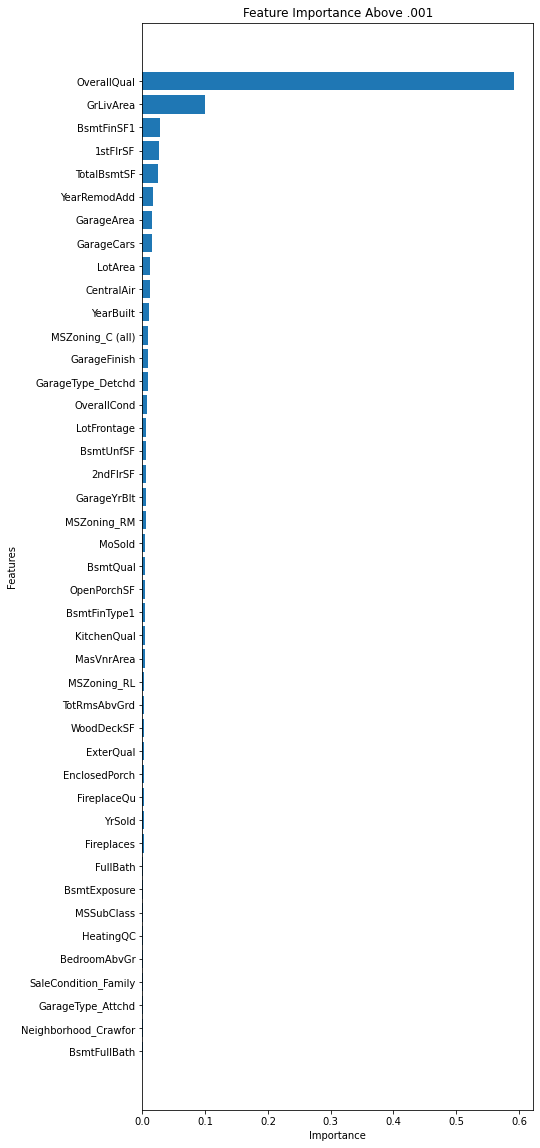 Feature Importance Above .001
OverallQual
GrLivArea
BsmtFinSF1
1stFlrSF
TotalBsmtSF
YearRemodAdd
GarageArea
GarageCars
LotArea
CentralAir
YearBuilt
MSZoning_C (all)
GarageFinish
GarageType_Detchd
OverallCond
LotFrontage
BsmtUnfSF
2ndFlrSF
GarageYrBlt
MSZoning_RM
MoSold
BsmtQual
OpenPorchSF
BsmtFinType1
KitchenQual
MasVnrArea
MSZoning_RL
TotRmsAbvGrd
WoodDeckSF
ExterQual
EnclosedPorch
FireplaceQu
YrSold
Fireplaces
FullBath
BsmtExposure
MSSubClass
HeatingQC
BedroomAbvGr
SaleCondition_Family
GarageType_Attchd
Neighborhood_Crawfor
BsmtFullBath
Features
0.0 0.1 0.2 0.3 0.4 0.5 0.6
Importance